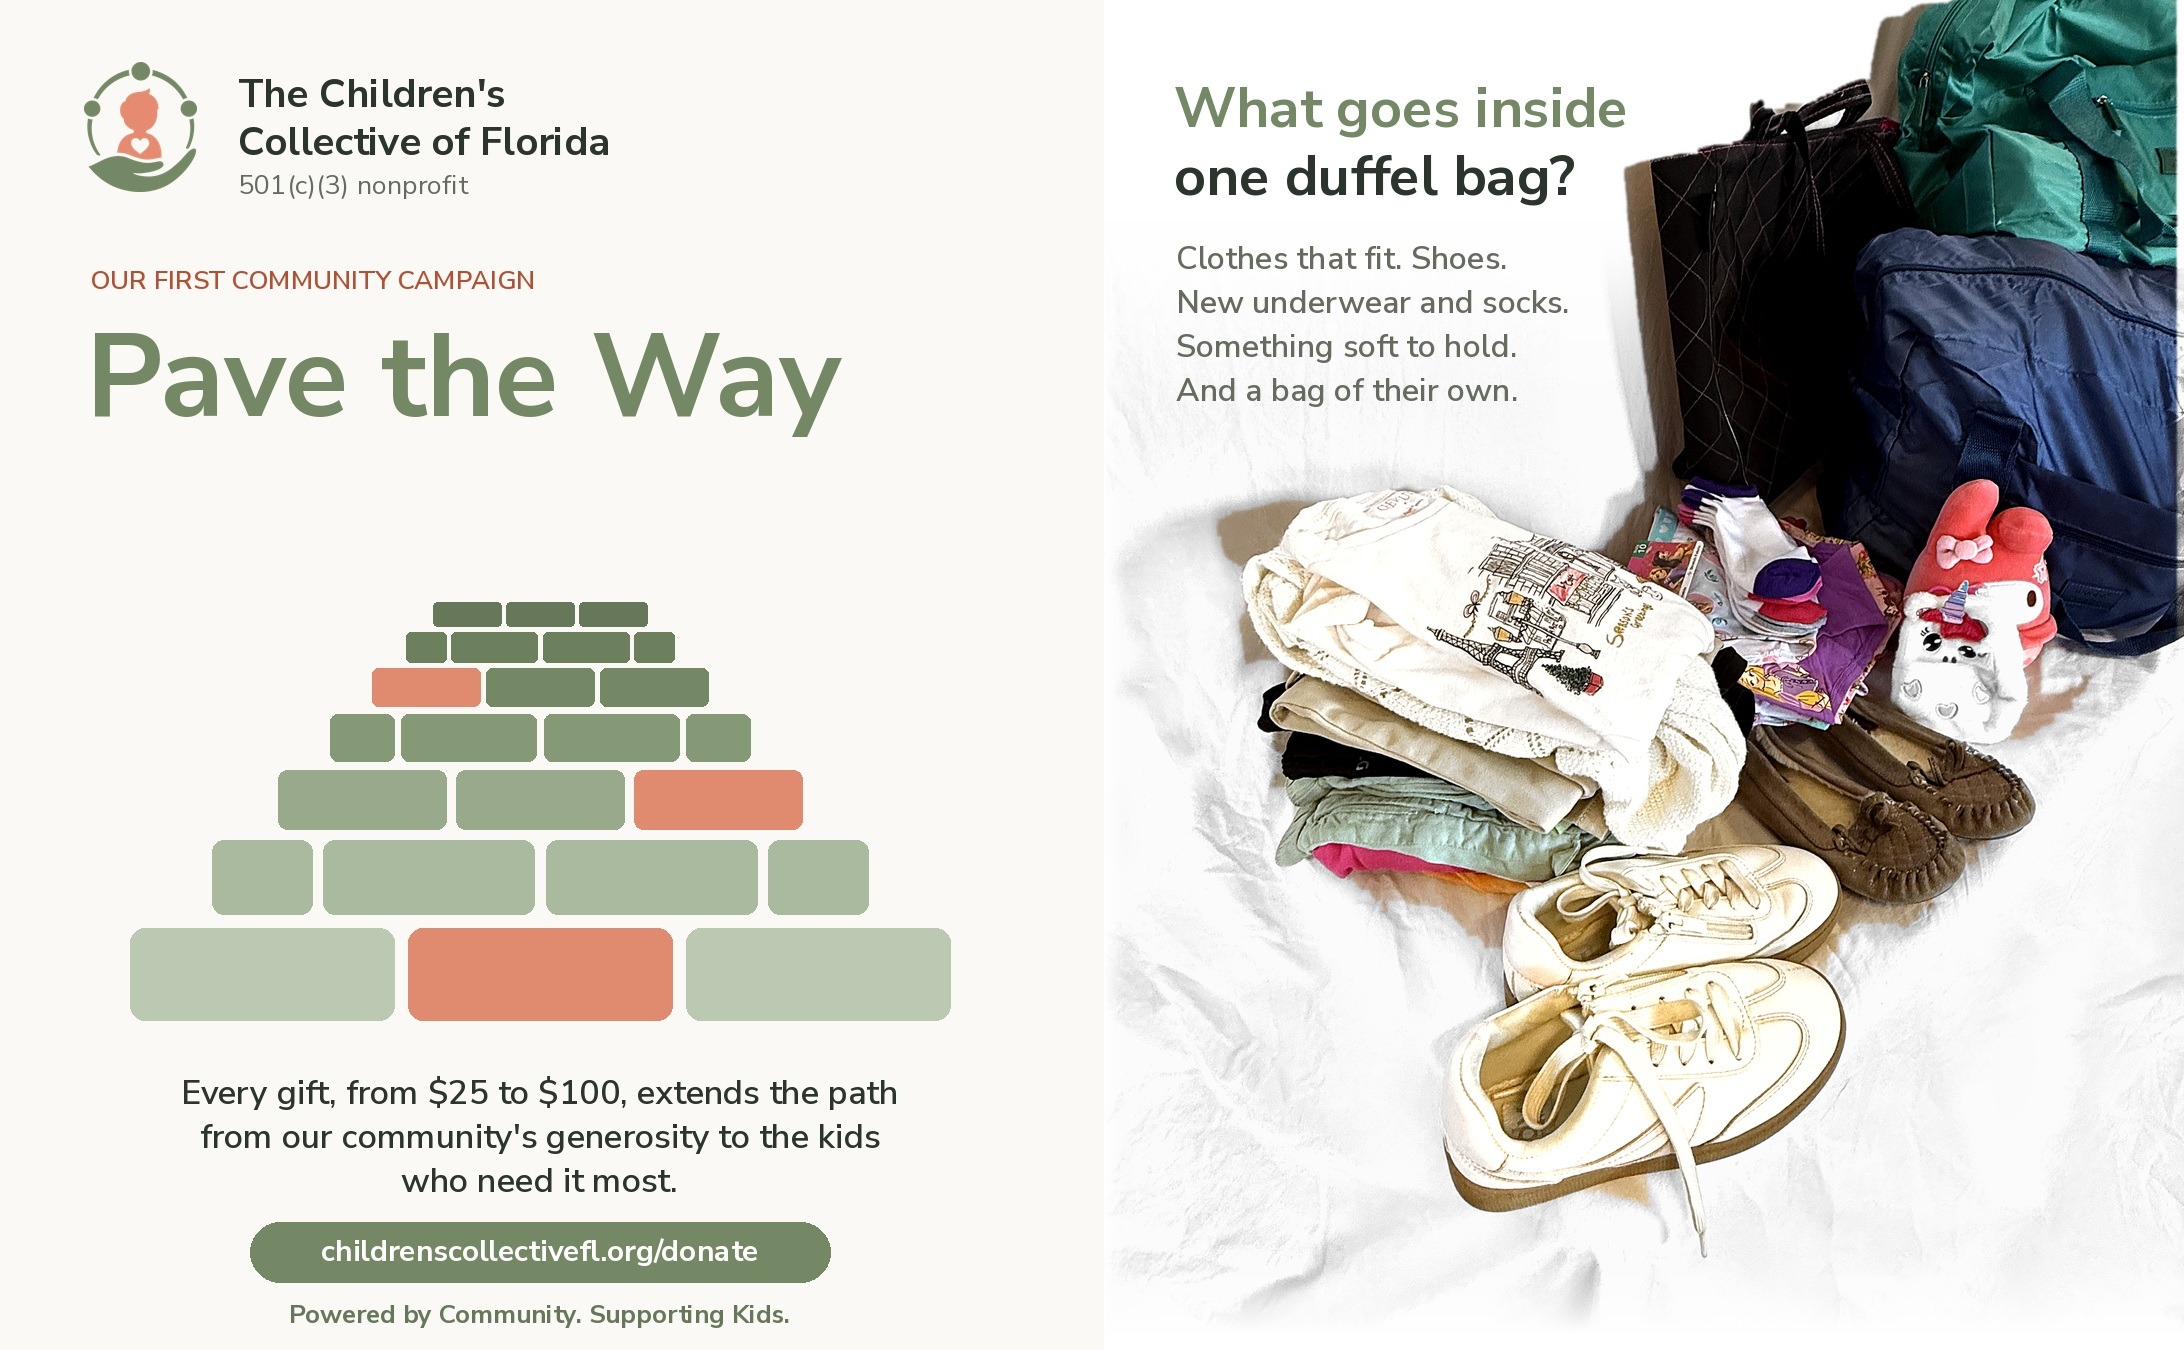 The Children's
Collective of Florida
501(c)(3) nonprofit
OUR FIRST COMMUNITY CAMPAIGN
Pave the Way
Every gift, from $25 to $100, extends the path
from our community's generosity to the kids
who need it most.
childrenscollectivefl.org/donate
Powered by Community. Supporting Kids.
What goes inside
one duffel bag?
Clothes that fit. Shoes.
New underwear and socks.
Something soft to hold.
And a bag of their own.
Season's
Greetings
10